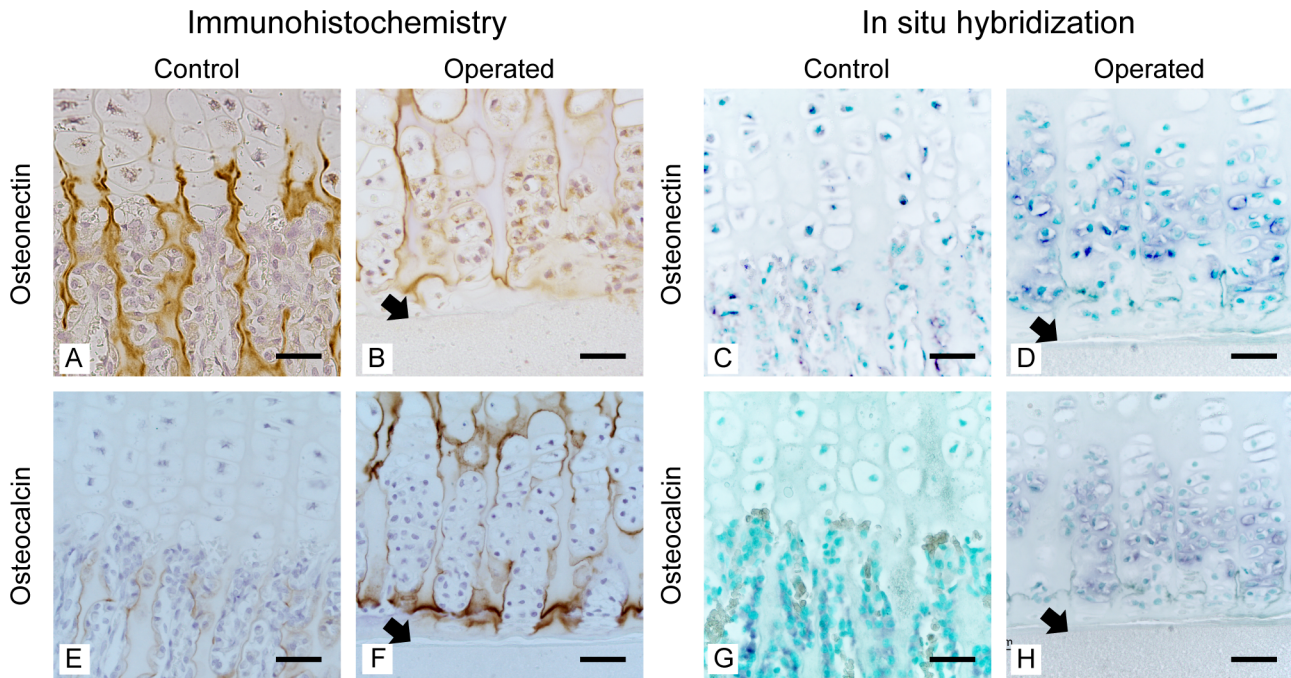 Immunohistochemistry
In situ hybridization
Control
Operated
Control
Operated
Osteonectin
Osteonectin
A
B
C
D
Osteocalcin
Osteocalcin
E
F
G
H